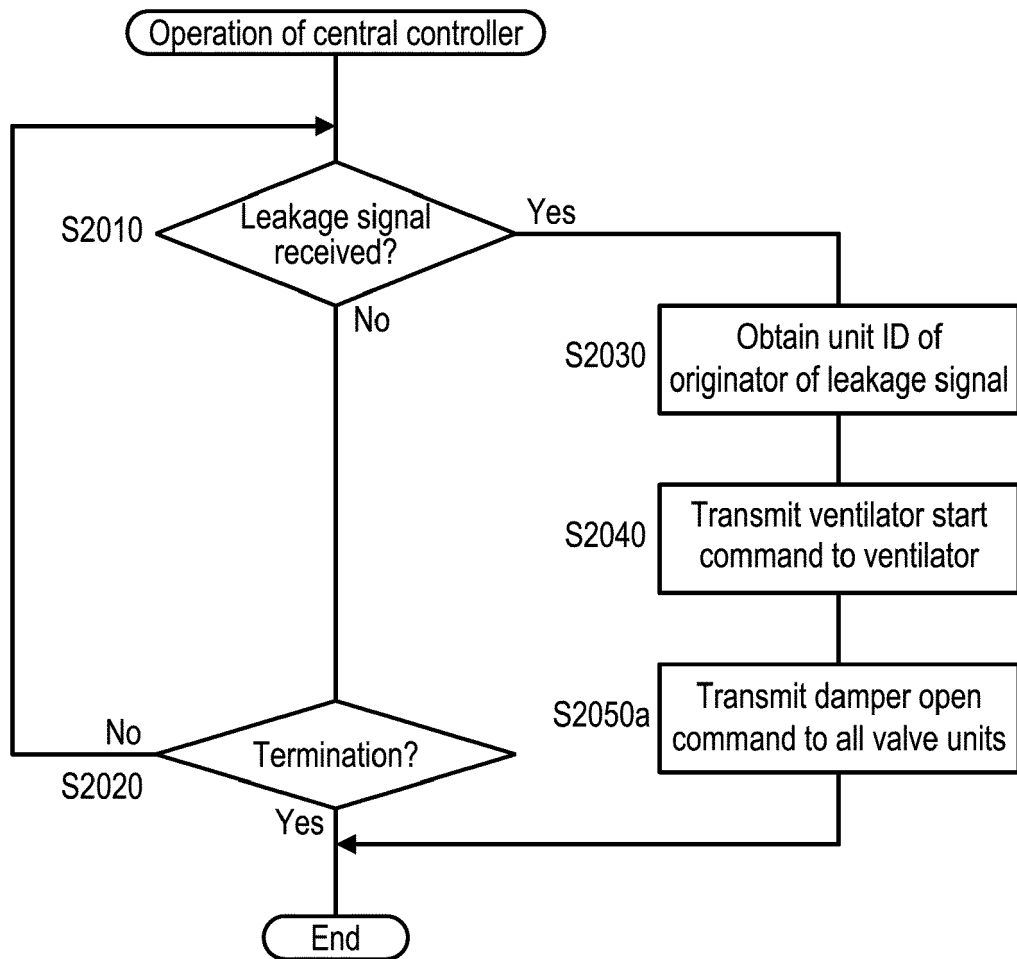 Operation of central controller
S2010
Leakage signal
received?
Yes
No
S2030
Obtain unit ID of
originator of leakage signal
S2040
Transmit ventilator start
command to ventilator
S2050a
Transmit damper open
command to all valve units
No
S2020
Termination?
Yes
End